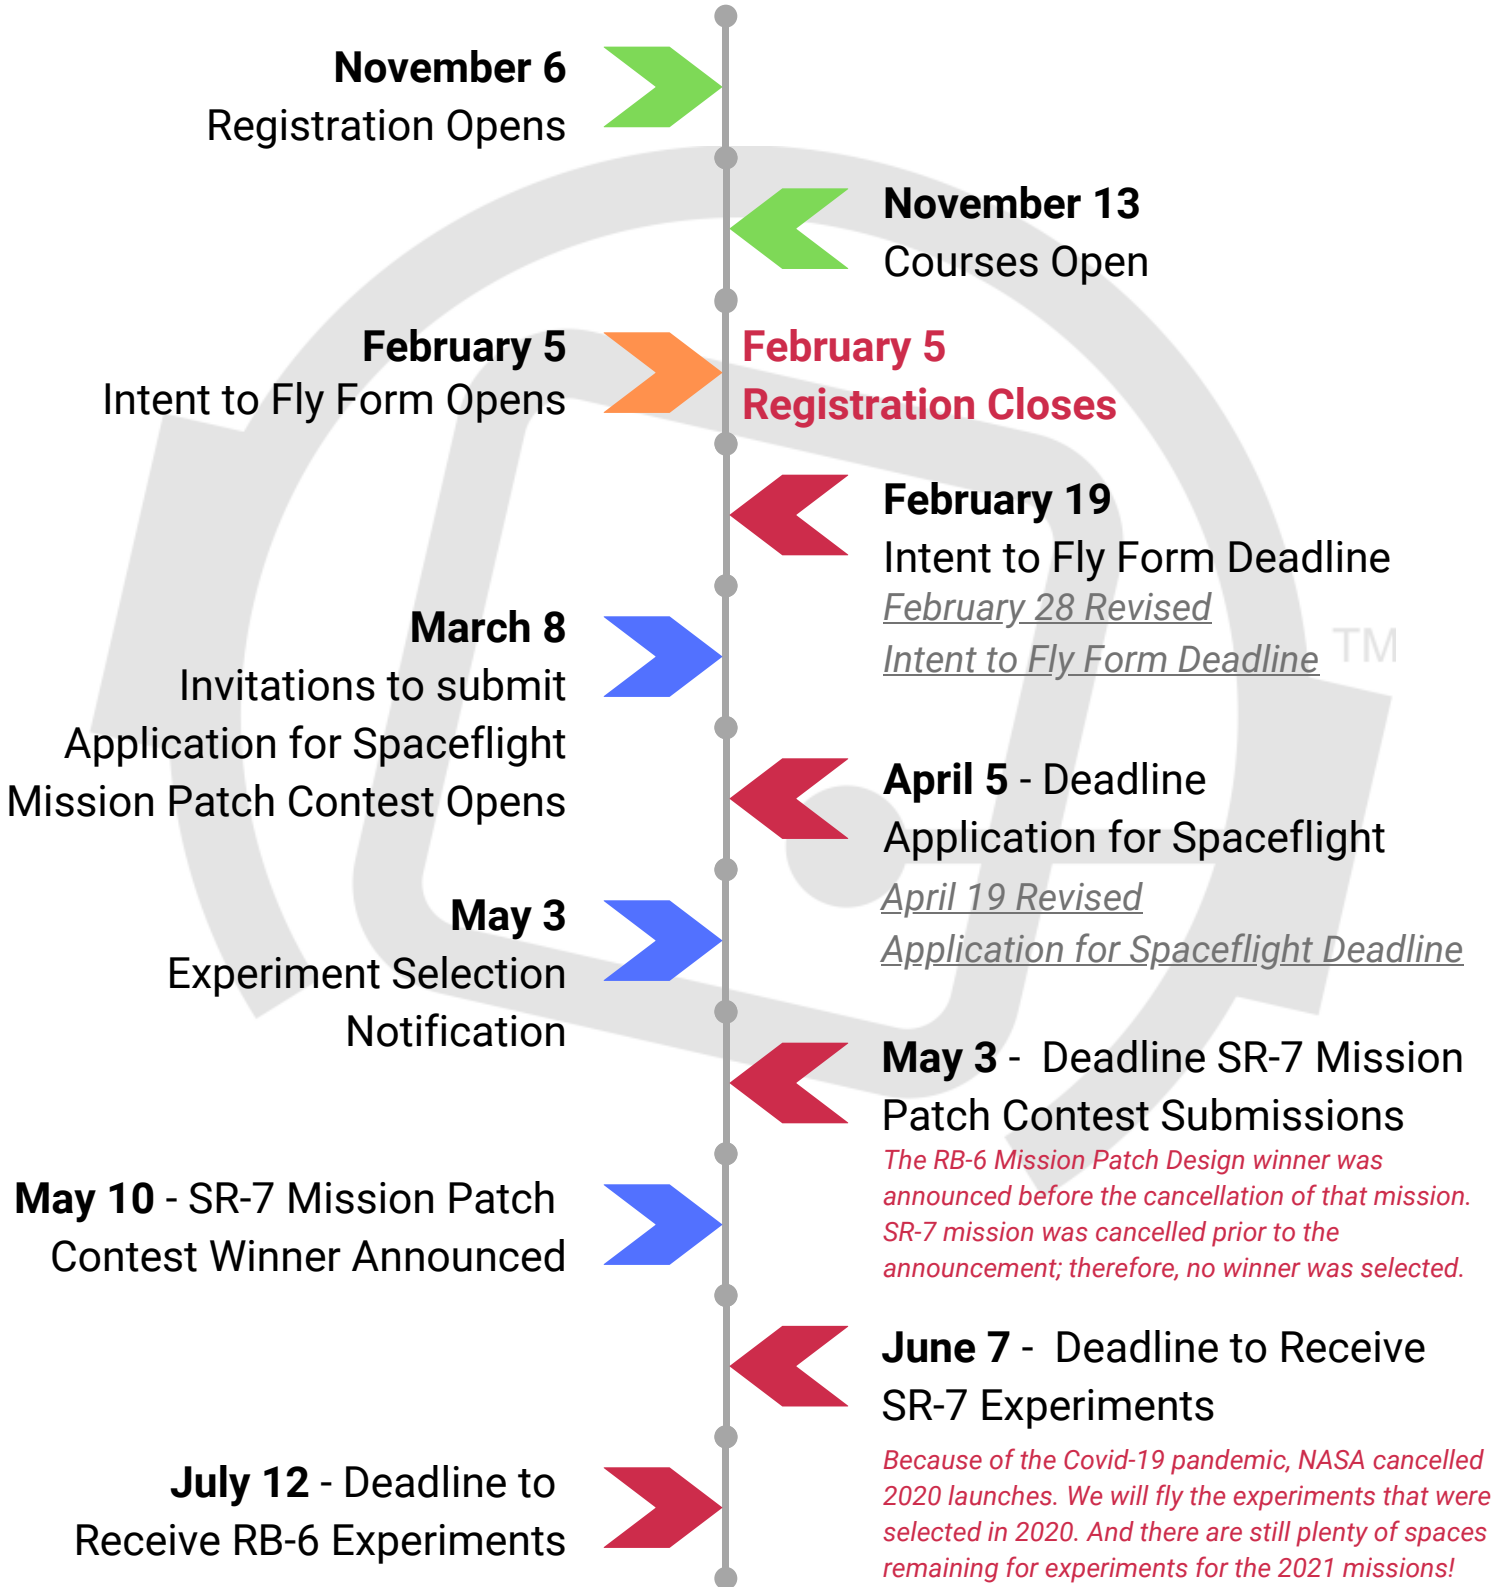 November 6
Registration Opens
November 13
Courses Open
February 5
Intent to Fly Form Opens
February 5
Registration Closes
February 19
Intent to Fly Form Deadline
February 28 Revised
Intent to Fly Form Deadline
TM
March 8
Invitations to submit
Application for Spaceflight
Mission Patch Contest Opens
April 5 - Deadline
Application for Spaceflight
April 19 Revised
Application for Spaceflight Deadline
May 3
Experiment Selection
Notification
May 3 -  Deadline SR-7 Mission
Patch Contest Submissions
The RB-6 Mission Patch Design winner was
announced before the cancellation of that mission.
SR-7 mission was cancelled prior to the
announcement; therefore, no winner was selected.
May 10 - SR-7 Mission Patch
Contest Winner Announced
June 7 -  Deadline to Receive
SR-7 Experiments
Because of the Covid-19 pandemic, NASA cancelled
2020 launches. We will fly the experiments that were
selected in 2020. And there are still plenty of spaces
remaining for experiments for the 2021 missions!
July 12 - Deadline to
Receive RB-6 Experiments